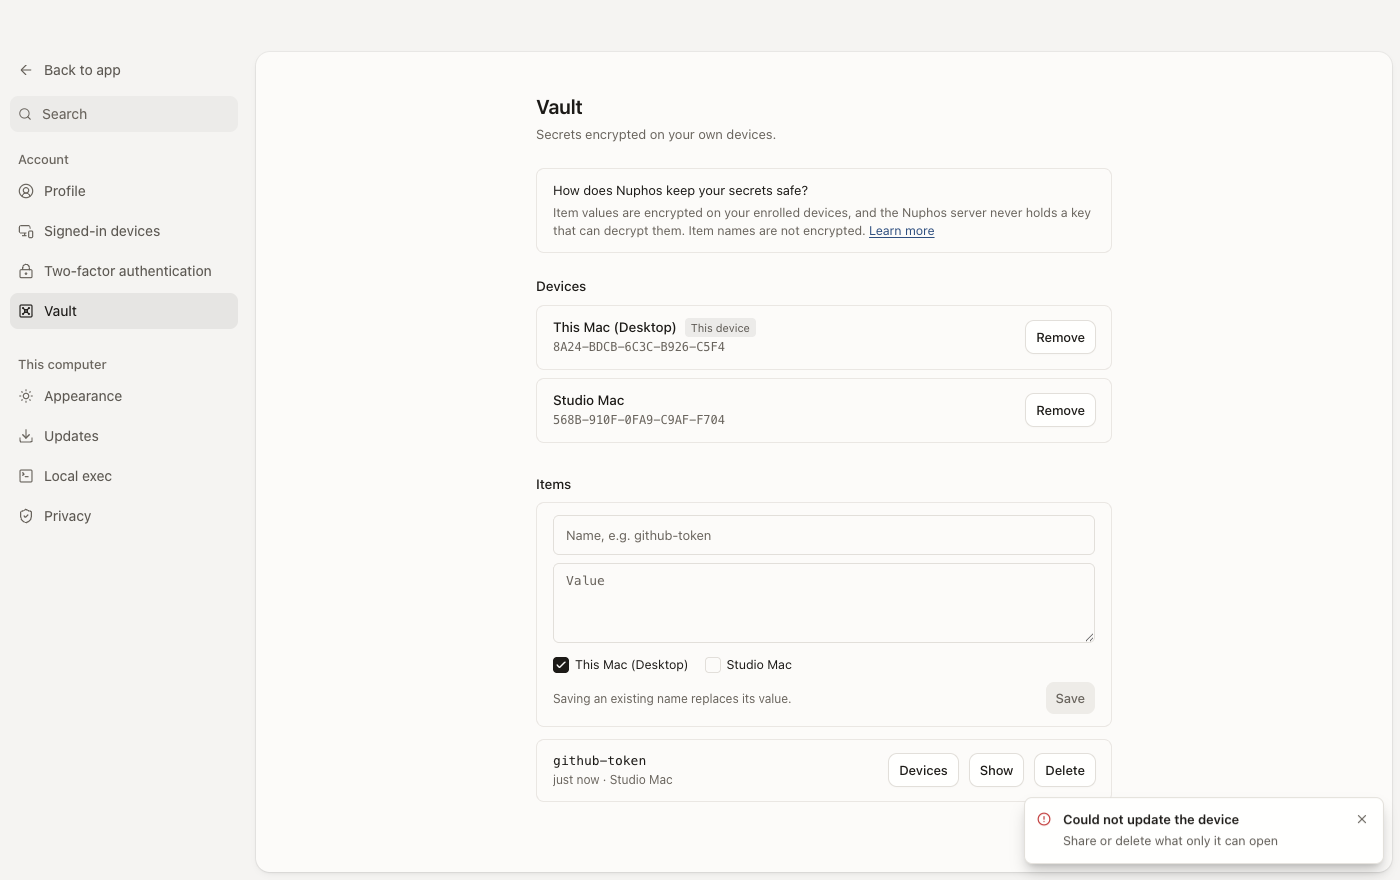 Back to app
Search
Account
Profile
Signed-in devices
Two-factor authentication
Vault
This computer
Appearance
Updates
Local exec
Privacy
Vault
Secrets encrypted on your own devices.
How does Nuphos keep your secrets safe?
Item values are encrypted on your enrolled devices, and the Nuphos server never holds a key
that can decrypt them. Item names are not encrypted. Learn more
Devices
This Mac (Desktop) This device
8A24-BDCB-6C3C-B926-C5F4
Remove
Studio Mac
568B-910F-0FA9-C9AF-F704
Remove
Items
Name, e.g. github-token
Value
This Mac (Desktop) Studio Mac
Saving an existing name replaces its value. Save
github-token
just now · Studio Mac
Devices Show Delete
Could not update the device
Share or delete what only it can open